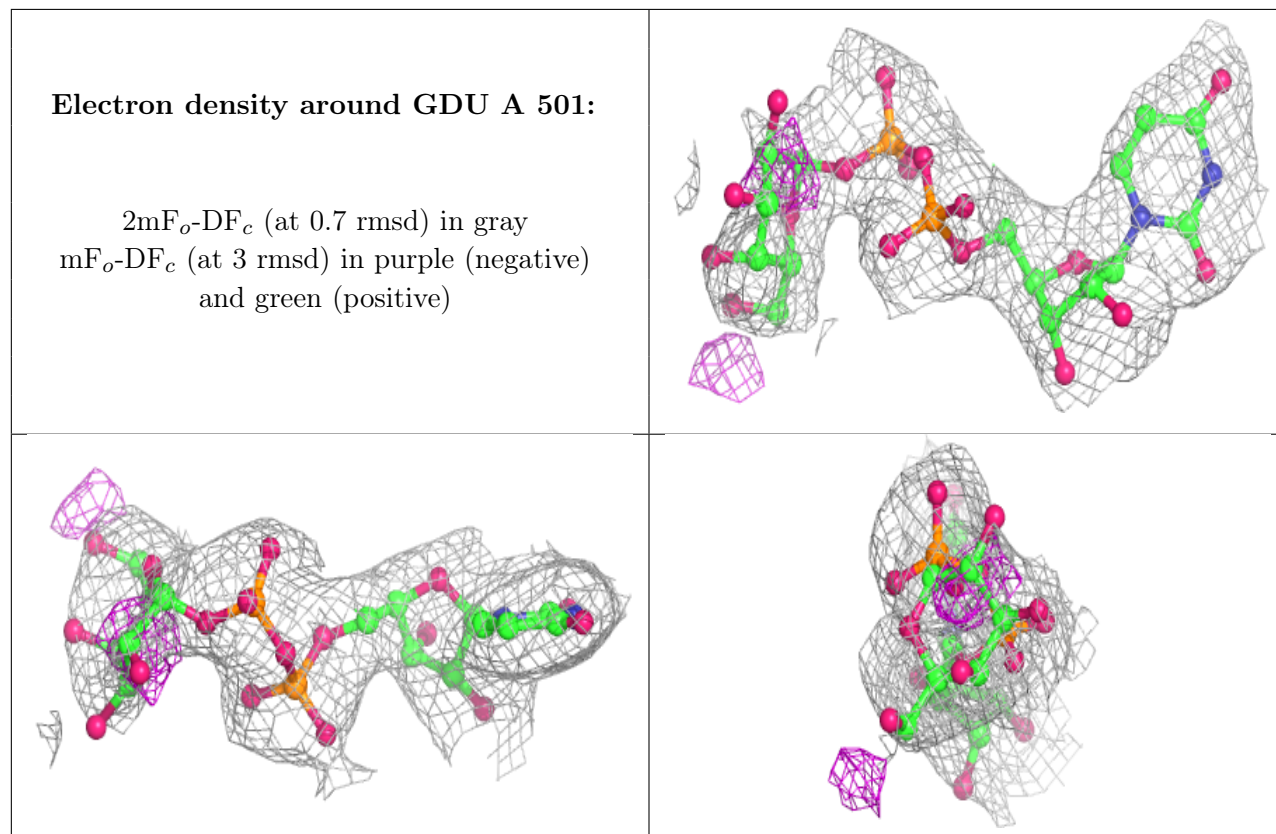 Electron density around GDU A 501:
2mFo-DFc (at 0.7 rmsd) in gray
mFo-DFc (at 3 rmsd) in purple (negative)
and green (positive)